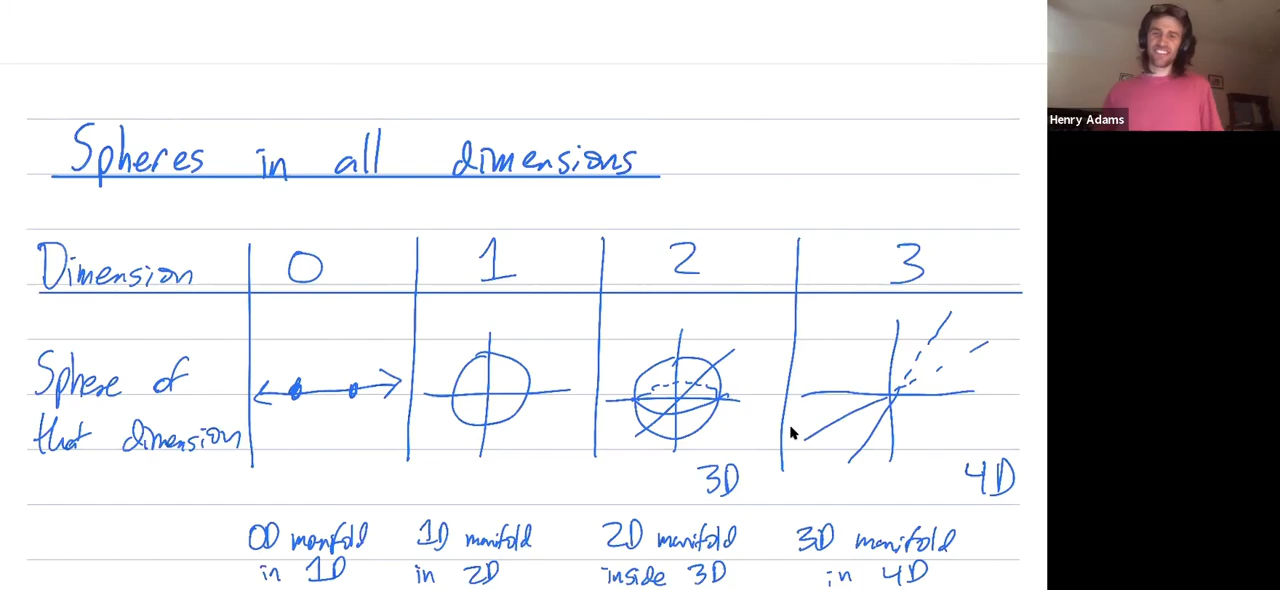 Henry Adams
Spheres in all dimensions
Dimension 0 1 2 3
Sphere of
that dimension
3D 4D
0D manifold 1D manifold 2D manifold 3D manifold
in 1D in 2D inside 3D in 4D